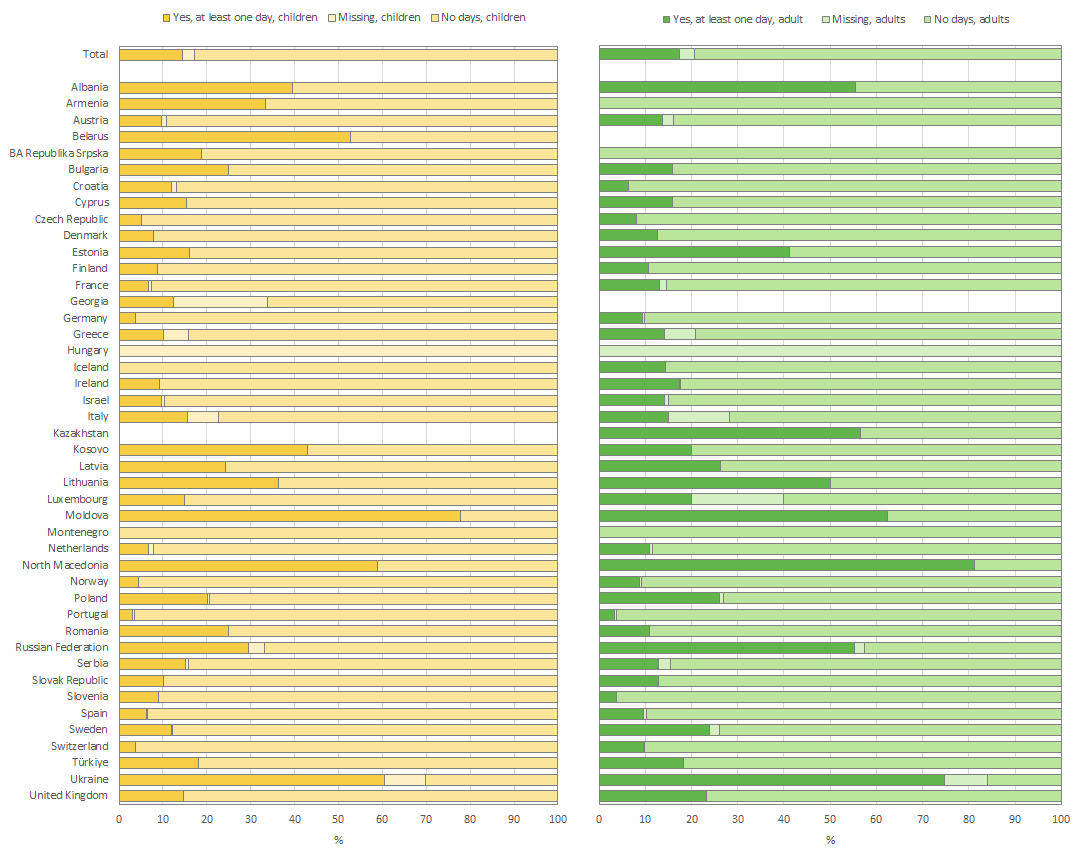 Yes, at least one day, children Missing, children No days, children
Yes, at least one day, adult Missing, adults No days, adults
Total
Albania
Armenia
Austria
Belarus
BA Republika Srpska
Bulgaria
Croatia
Cyprus
Czech Republic
Denmark
Estonia
Finland
France
Georgia
Germany
Greece
Hungary
Iceland
Ireland
Israel
Italy
Kazakhstan
Kosovo
Latvia
Lithuania
Luxembourg
Moldova
Montenegro
Netherlands
North Macedonia
Norway
Poland
Portugal
Romania
Russian Federation
Serbia
Slovak Republic
Slovenia
Spain
Sweden
Switzerland
Türkiye
Ukraine
United Kingdom
0 10 20 30 40 50 60 70 80 90 100
%
0 10 20 30 40 50 60 70 80 90 100
%